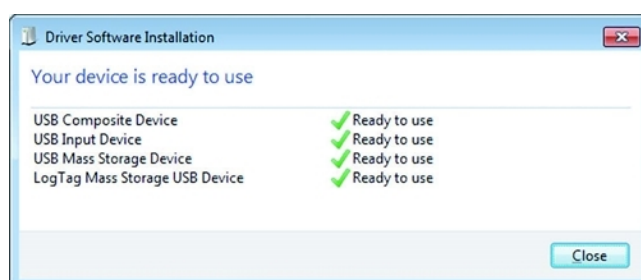 Driver Software Installation
Your device is ready to use
USB Composite Device Ready to use
USB Input Device Ready to use
USB Mass Storage Device Ready to use
LogTag Mass Storage USB Device Ready to use
Close